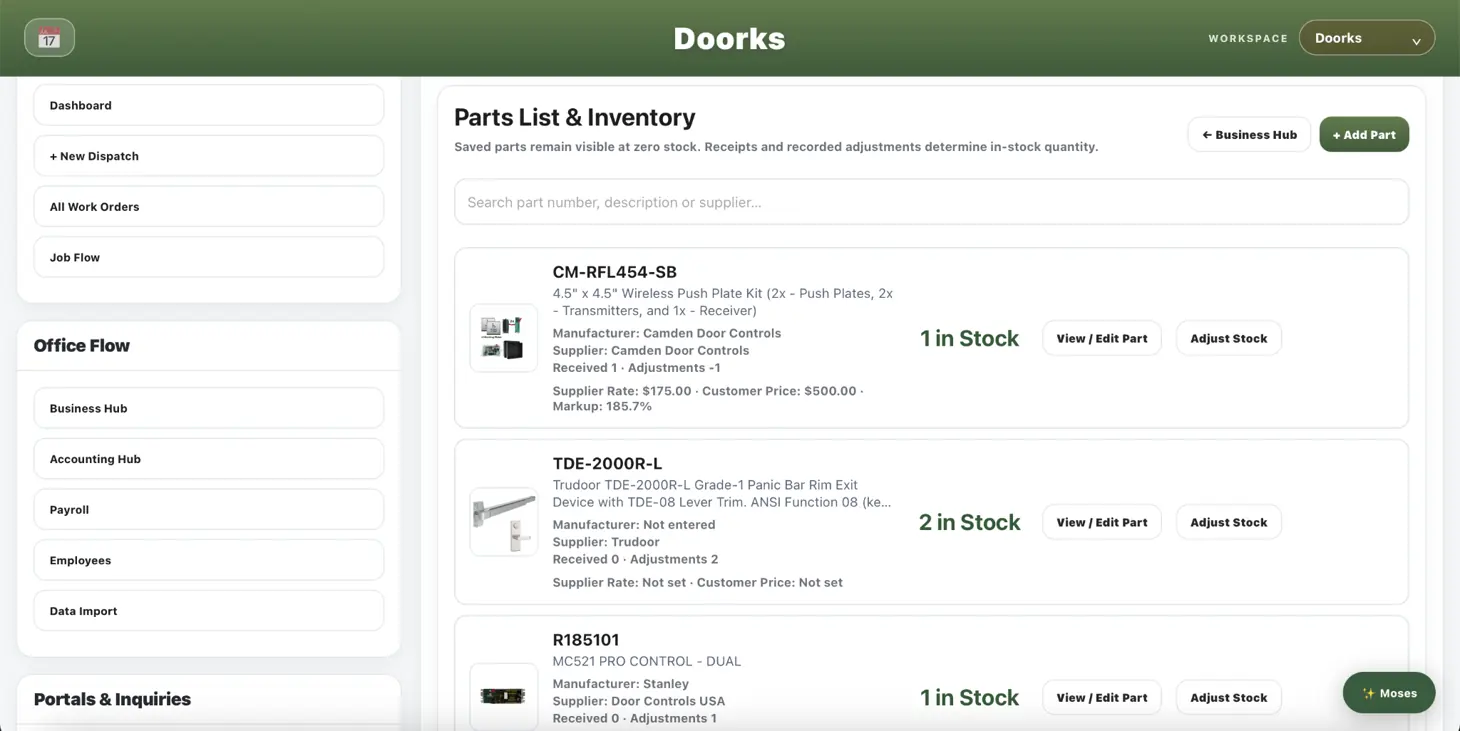 17
Doorks
WORKSPACE
Doorks
Dashboard
+ New Dispatch
All Work Orders
Job Flow
Office Flow
Business Hub
Accounting Hub
Payroll
Employees
Data Import
Portals & Inquiries
Parts List & Inventory
Saved parts remain visible at zero stock. Receipts and recorded adjustments determine in-stock quantity.
← Business Hub
+ Add Part
Search part number, description or supplier...
CM-RFL454-SB
4.5" x 4.5" Wireless Push Plate Kit (2x - Push Plates, 2x
- Transmitters, and 1x - Receiver)
Manufacturer: Camden Door Controls
Supplier: Camden Door Controls
Received 1 · Adjustments -1
Supplier Rate: $175.00 · Customer Price: $500.00 ·
Markup: 185.7%
1 in Stock
View / Edit Part
Adjust Stock
TDE-2000R-L
Trudoor TDE-2000R-L Grade-1 Panic Bar Rim Exit
Device with TDE-08 Lever Trim. ANSI Function 08 (ke...
Manufacturer: Not entered
Supplier: Trudoor
Received 0 · Adjustments 2
Supplier Rate: Not set · Customer Price: Not set
2 in Stock
View / Edit Part
Adjust Stock
R185101
MC521 PRO CONTROL - DUAL
Manufacturer: Stanley
Supplier: Door Controls USA
Received 0 · Adjustments 1
1 in Stock
View / Edit Part
Adjust Stock
✨ Moses